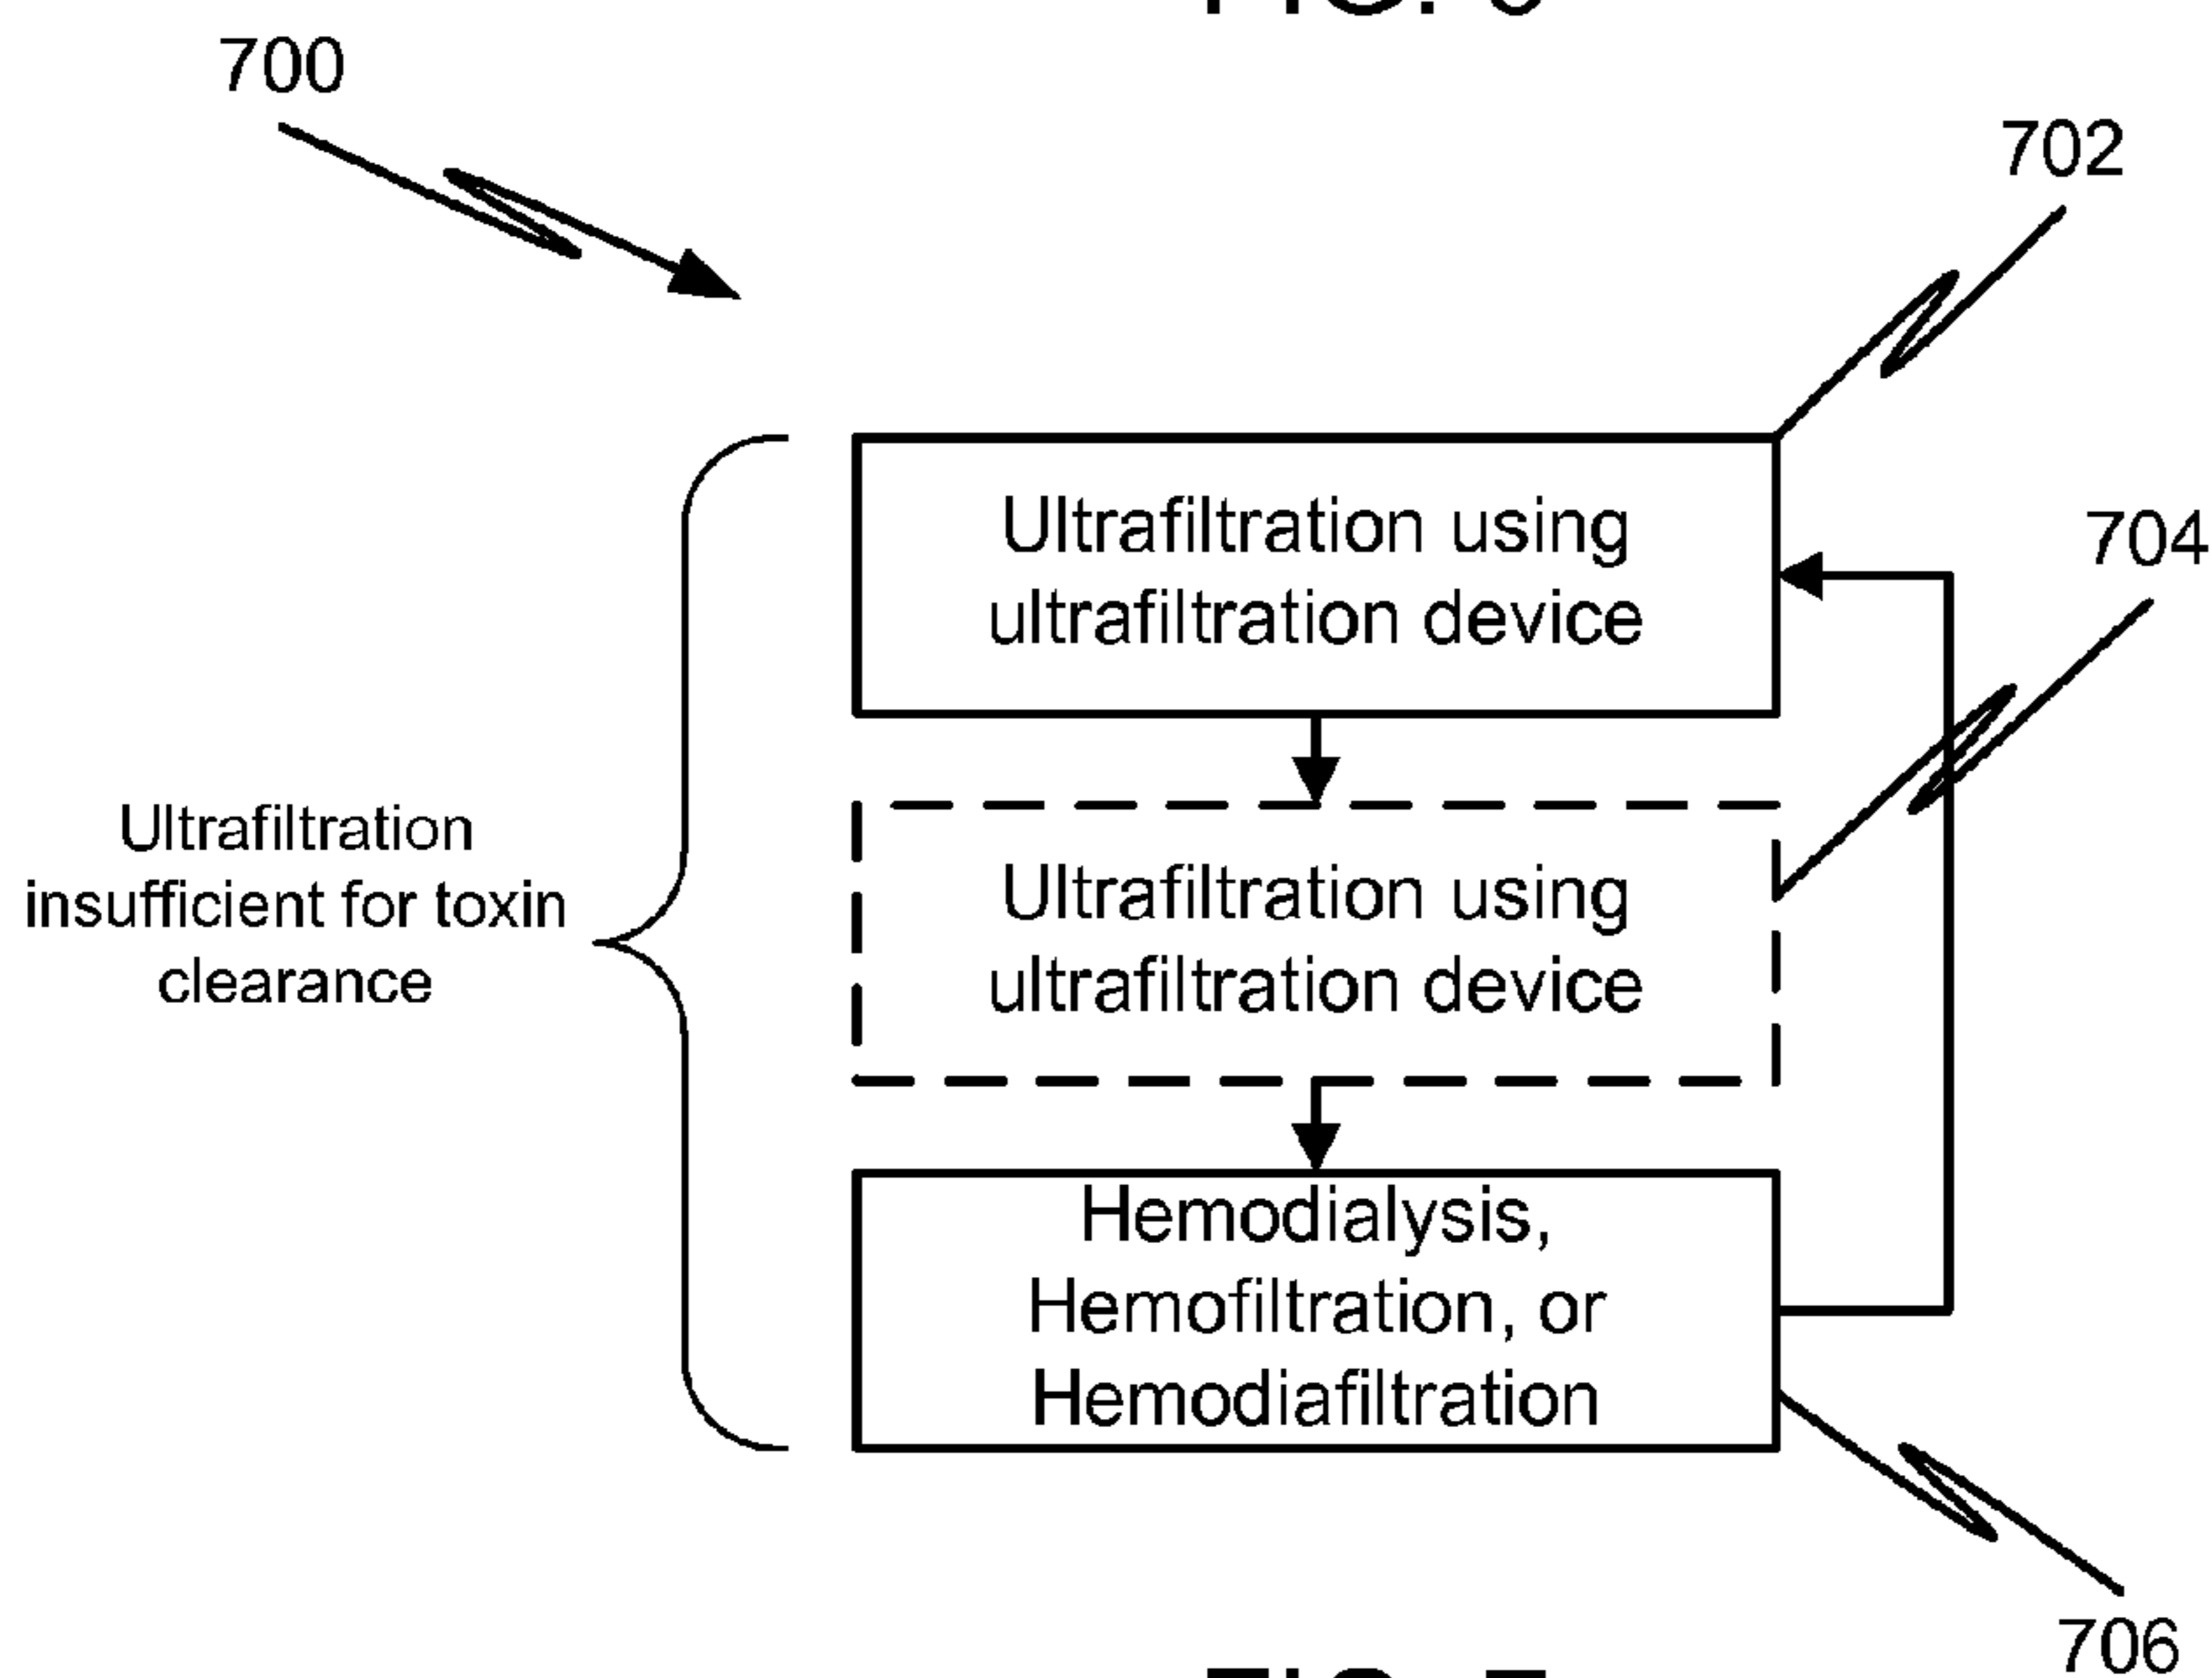 700
702
Ultrafiltration using
ultrafiltration device
704
Ultrafiltration
insufficient for toxin
clearance
Ultrafiltration using
ultrafiltration device
Hemodialysis,
Hemofiltration, or
Hemodiafiltration
706